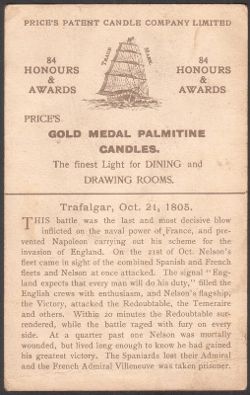 PRICE'S PATENT CANDLE COMPANY LIMITED
TRADE MARK
84
HONOURS
&
AWARDS
84
HONOURS
&
AWARDS
PRICE'S
GOLD MEDAL PALMITINE
CANDLES.
The finest Light for DINING and
DRAWING ROOMS.
Trafalgar, Oct. 21, 1805.
THIS battle was the last and most decisive blow
inflicted on the naval power of France, and pre-
vented Napoleon carrying out his scheme for the
invasion of England. On the 21st of Oct. Nelson's
fleet came in sight of the combined Spanish and French
fleets and Nelson at once attacked. The signal "Eng-
land expects that every man will do his duty," filled the
English crews with enthusiasm, and Nelson's flagship,
the Victory, attacked the Redoubtable, the Temeraire
and others. Within 20 minutes the Redoubtable sur-
rendered, while the battle raged with fury on every
side. At a quarter past one Nelson was mortally
wounded, but lived long enough to know he had gained
his greatest victory. The Spaniards lost their Admiral
and the French Admiral Villeneuve was taken prisoner.